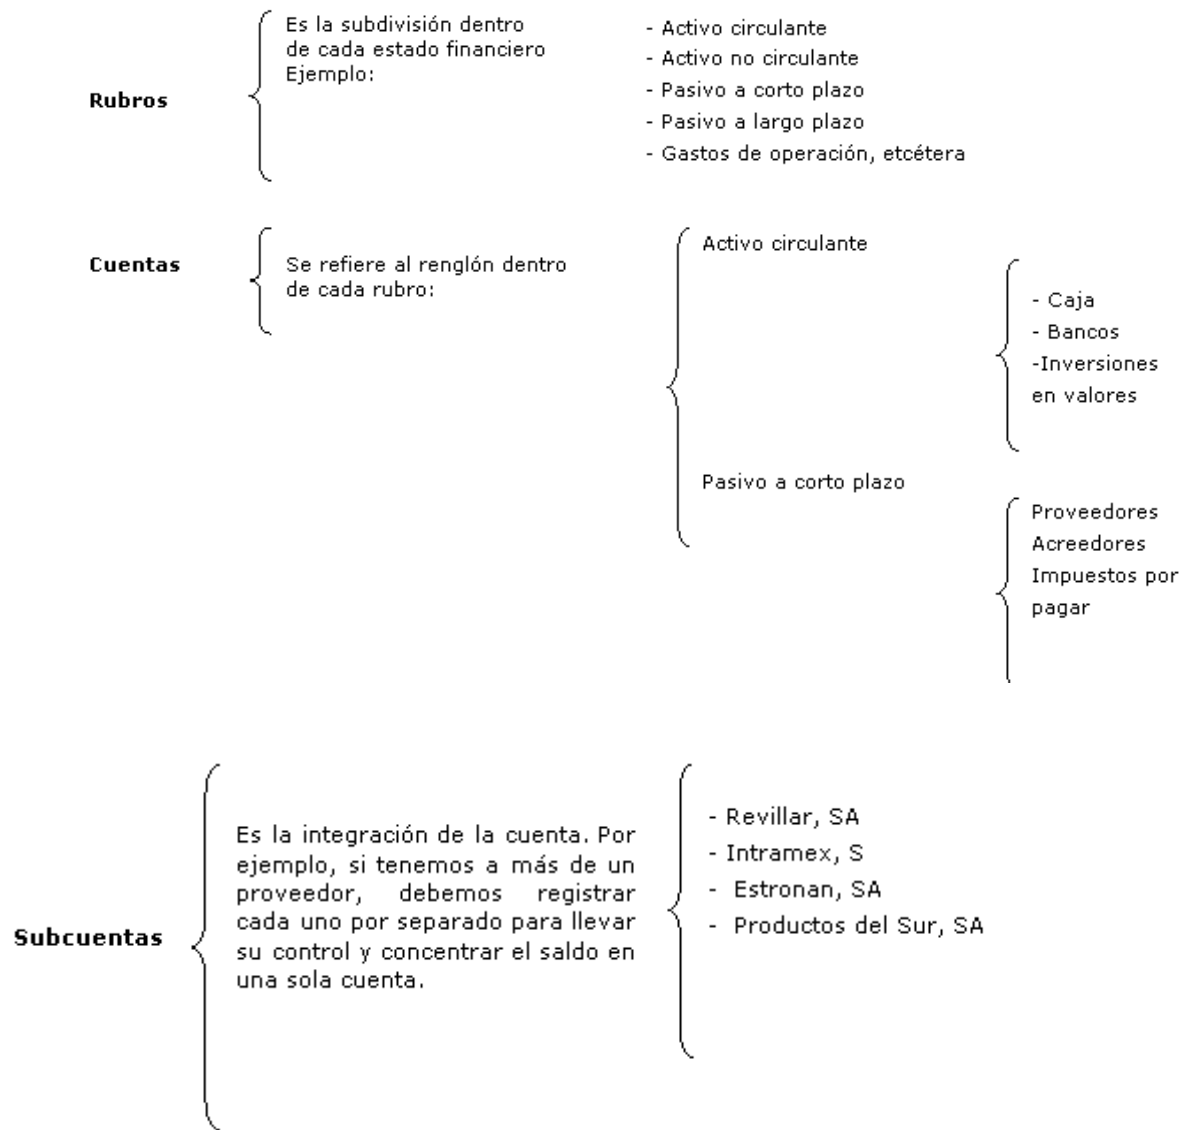 Rubros
Es la subdivisión dentro
de cada estado financiero
Ejemplo:
- Activo circulante
- Activo no circulante
- Pasivo a corto plazo
- Pasivo a largo plazo
- Gastos de operación, etcétera
Cuentas
Se refiere al renglón dentro
de cada rubro:
Activo circulante
- Caja
- Bancos
-Inversiones
en valores
Pasivo a corto plazo
Proveedores
Acreedores
Impuestos por
pagar
Subcuentas
Es la integración de la cuenta. Por
ejemplo, si tenemos a más de un
proveedor, debemos registrar
cada uno por separado para llevar
su control y concentrar el saldo en
una sola cuenta.
- Revillar, SA
- Intramex, S
- Estronan, SA
- Productos del Sur, SA